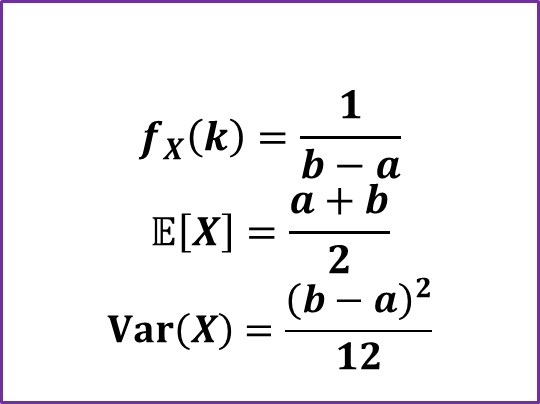 f_X(k) = 1/(b − a)
𝔼[X] = (a + b)/2
Var(X) = (b − a)²/12